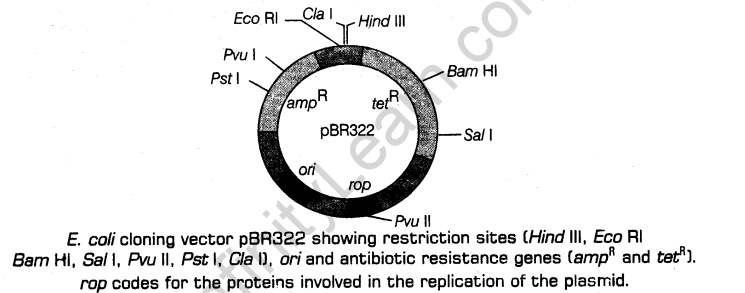 Eco RI
Cla I
Hind III
Pvu I
Pst I
Bam HI
amp^R
tet^R
pBR322
Sal I
ori
rop
Pvu II
E. coli cloning vector pBR322 showing restriction sites (Hind III, Eco RI
Bam HI, Sal I, Pvu II, Pst I, Cla I), ori and antibiotic resistance genes (amp^R and tet^R).
rop codes for the proteins involved in the replication of the plasmid.